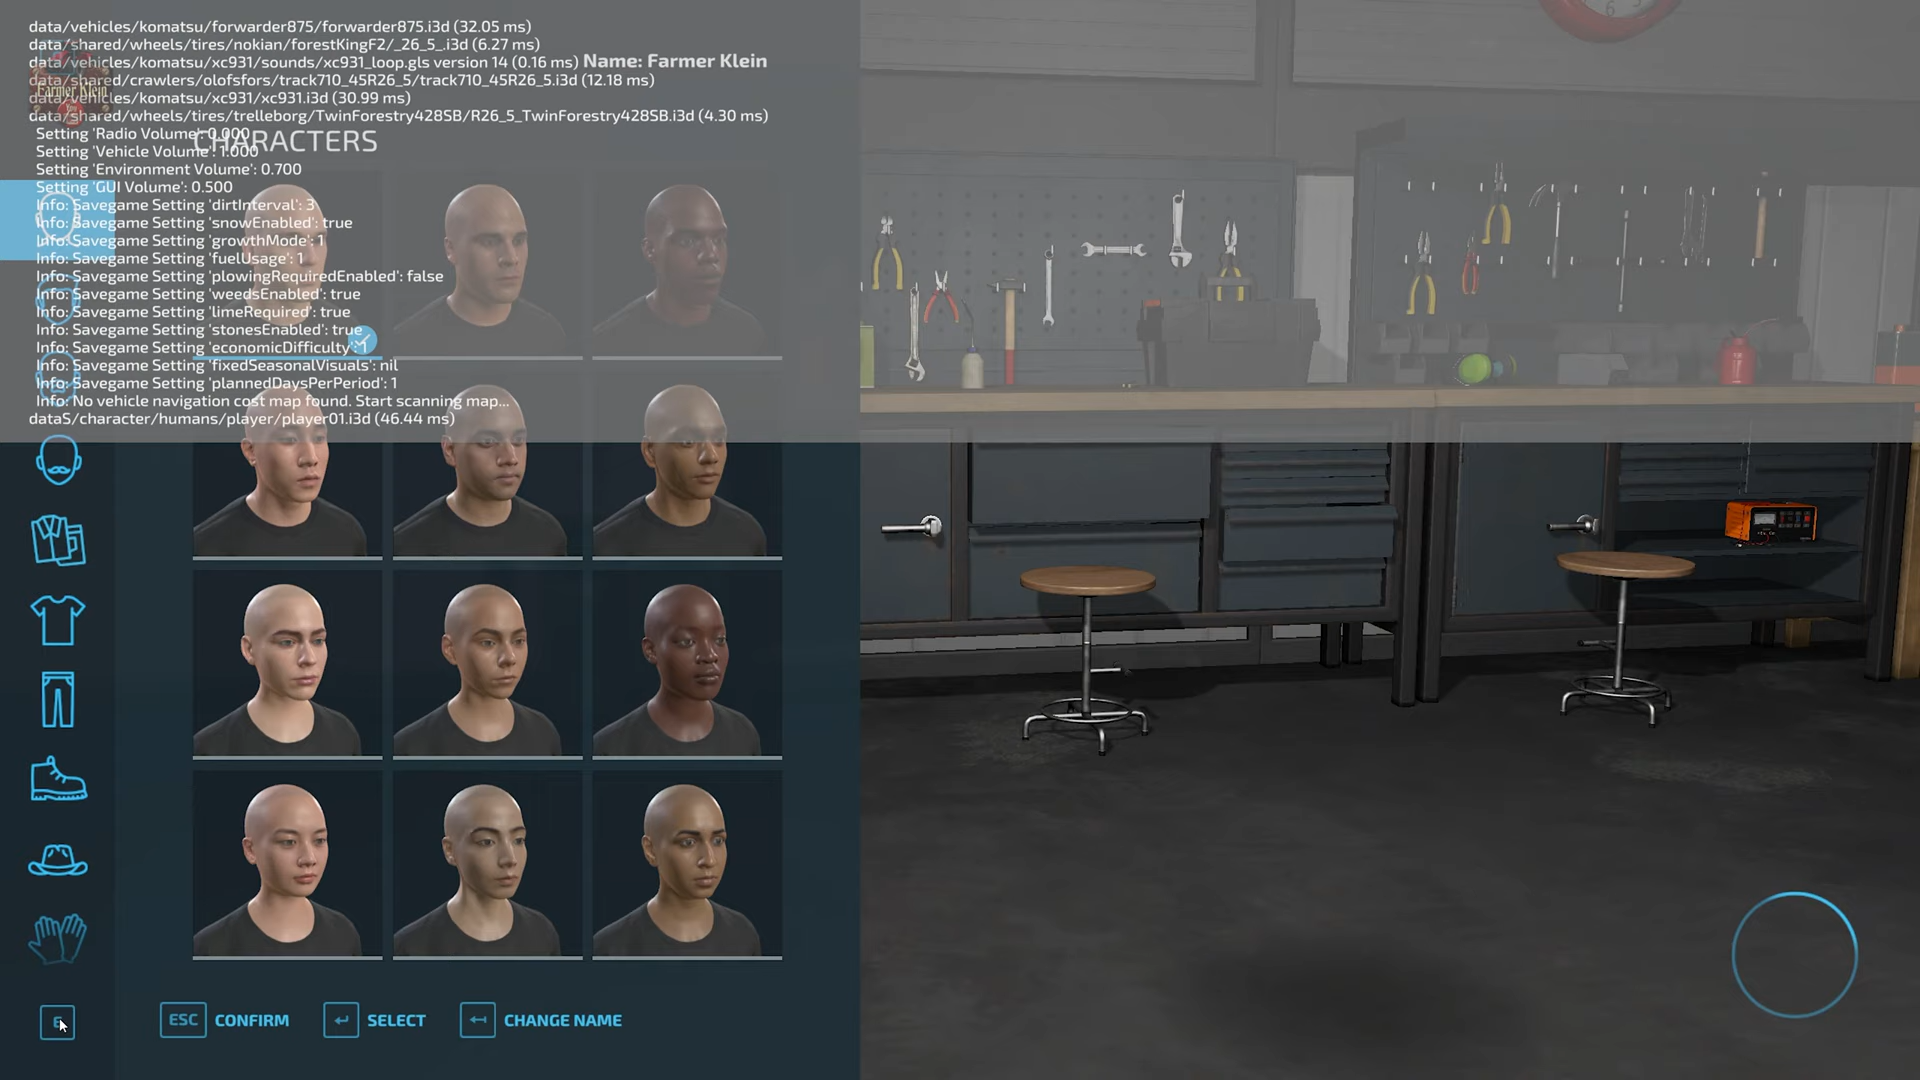 data/vehicles/komatsu/forwarder875/forwarder875.i3d (32.05 ms)
data/shared/wheels/tires/nokian/forestKingF2/_26_5_.i3d (6.27 ms)
data/vehicles/komatsu/xc931/sounds/xc931_loop.gls version 14 (0.16 ms)
Name: Farmer Klein
data/shared/crawlers/olofsfors/track710_45R26_5/track710_45R26_5.i3d (12.18 ms)
Farmer Klein
data/vehicles/komatsu/xc931/xc931.i3d (30.99 ms)
data/shared/wheels/tires/trelleborg/TwinForestry428SB/R26_5_TwinForestry428SB.i3d (4.30 ms)
Setting 'Radio Volume': 0.000
CHARACTERS
Setting 'Vehicle Volume': 1.000
Setting 'Environment Volume': 0.700
Setting 'GUI Volume': 0.500
Info: Savegame Setting 'dirtInterval': 3
Info: Savegame Setting 'snowEnabled': true
Info: Savegame Setting 'growthMode': 1
Info: Savegame Setting 'fuelUsage': 1
Info: Savegame Setting 'plowingRequiredEnabled': false
Info: Savegame Setting 'weedsEnabled': true
Info: Savegame Setting 'limeRequired': true
Info: Savegame Setting 'stonesEnabled': true
Info: Savegame Setting 'economicDifficulty': 1
Info: Savegame Setting 'fixedSeasonalVisuals': nil
Info: Savegame Setting 'plannedDaysPerPeriod': 1
Info: No vehicle navigation cost map found. Start scanning map...
dataS/character/humans/player/player01.i3d (46.44 ms)
ESC CONFIRM
SELECT
CHANGE NAME